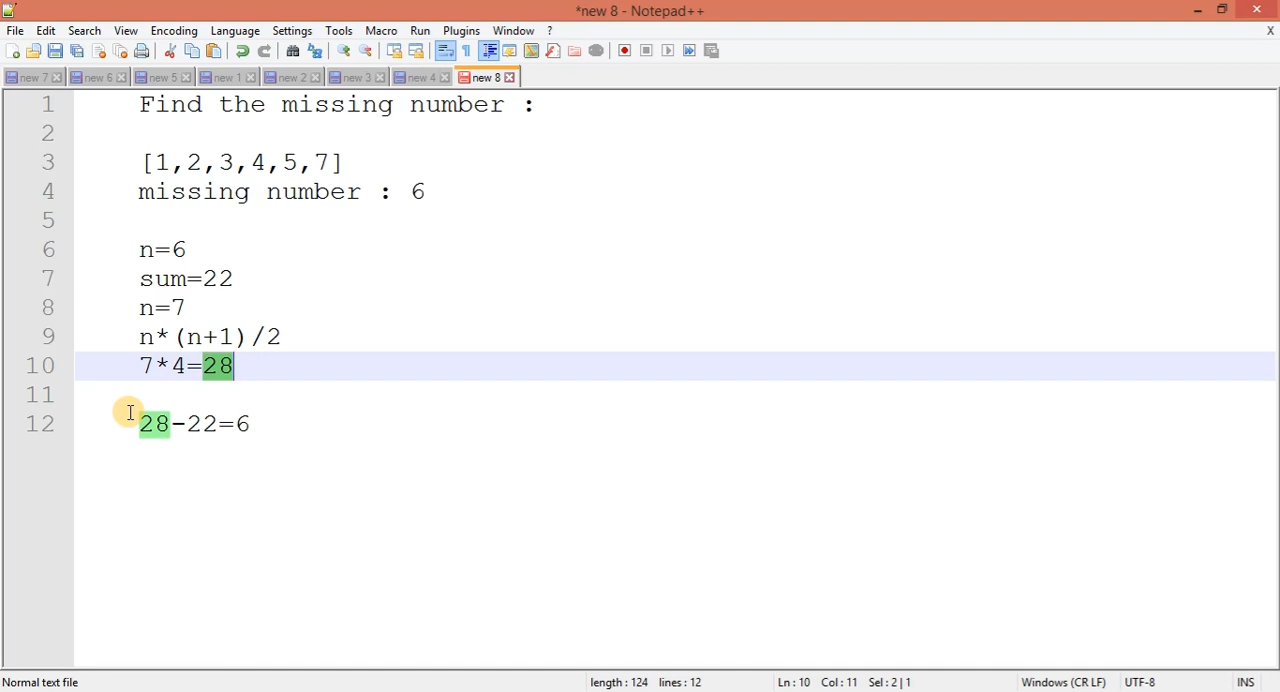 *new 8 - Notepad++
File Edit Search View Encoding Language Settings Tools Macro Run Plugins Window ? X
new 7 new 6 new 5 new 1 new 2 new 3 new 4 new 8
1 Find the missing number :
2
3 [1,2,3,4,5,7]
4 missing number : 6
5
6 n=6
7 sum=22
8 n=7
9 n*(n+1)/2
10 7*4=28
11
12 28-22=6
Normal text file length : 124 lines : 12 Ln : 10 Col : 11 Sel : 2 | 1 Windows (CR LF) UTF-8 INS